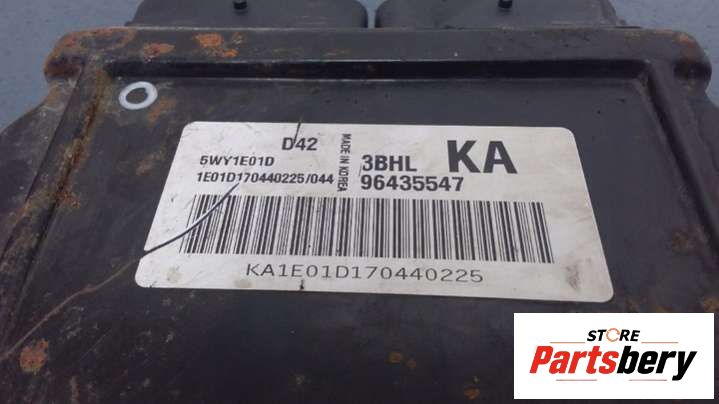 D42
5WY1E01D
1E01D170440225/044
MADE IN KOREA
3BHL KA
96435547
KA1E01D170440225
STORE
Partsbery